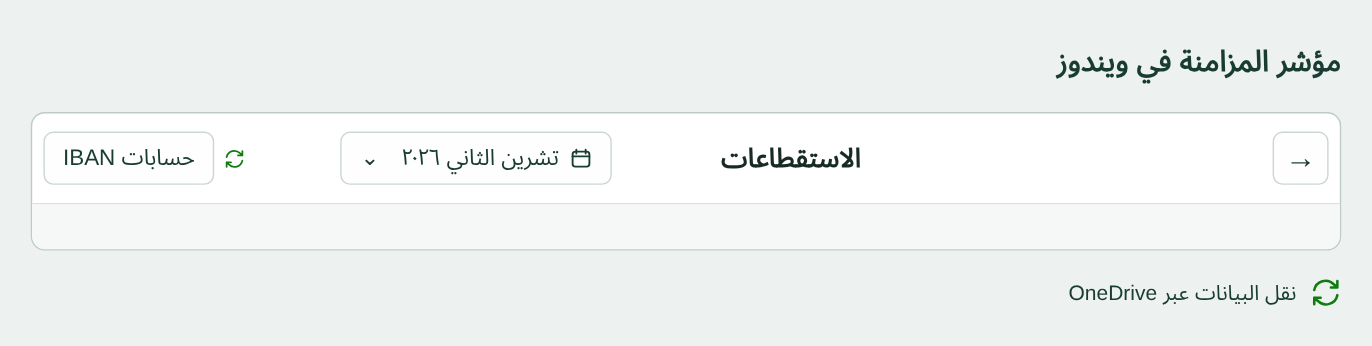 مؤشر المزامنة في ويندوز
→ الاستقطاعات تشرين الثاني ٢٠٢٦ حسابات IBAN
نقل البيانات عبر OneDrive